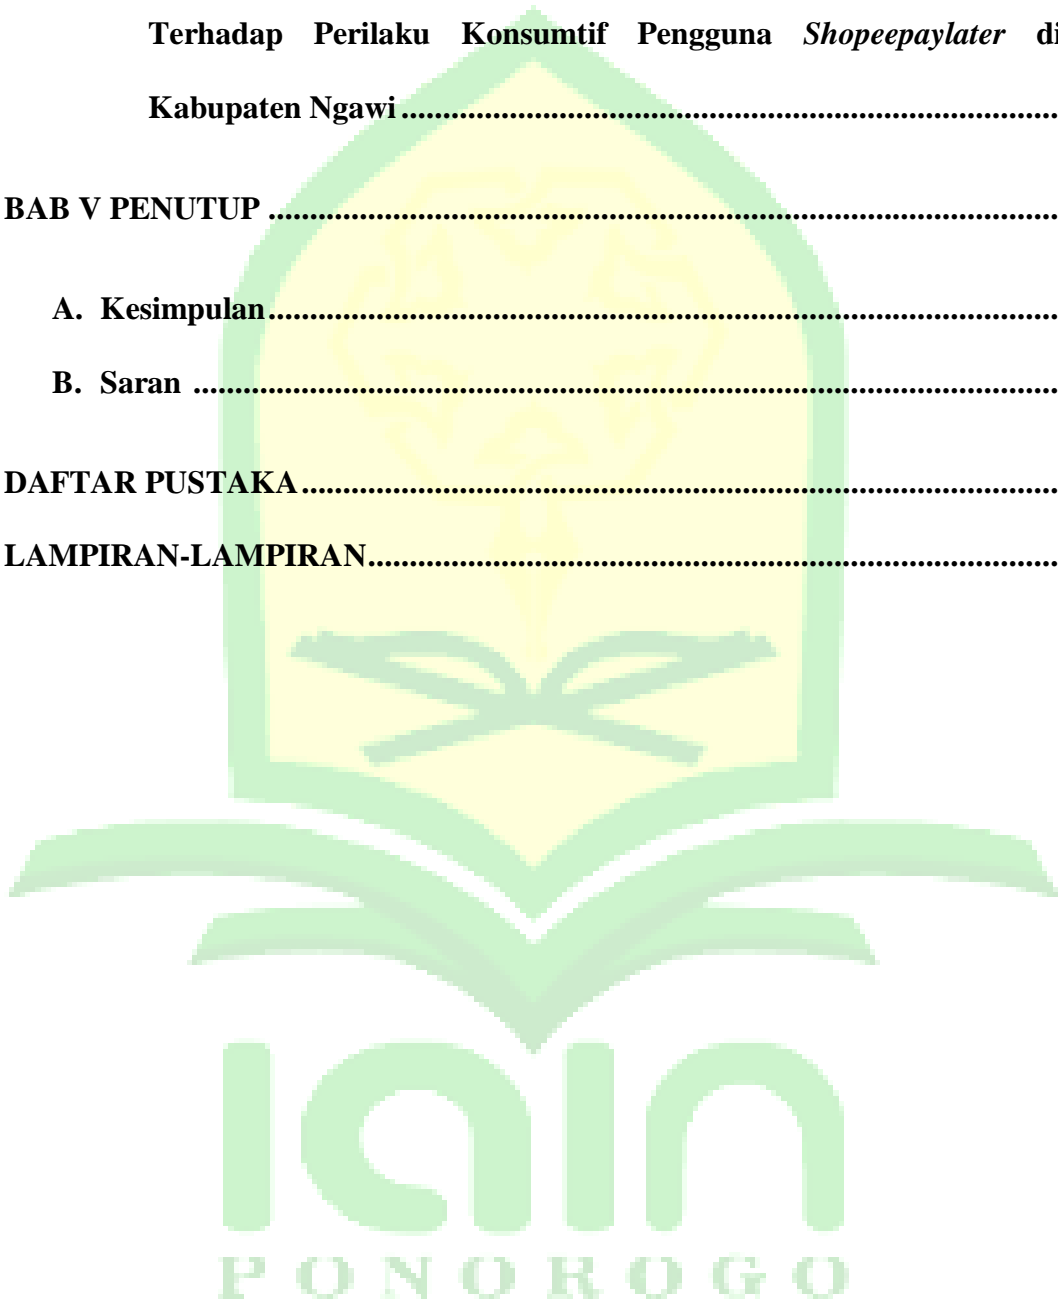 Terhadap Perilaku Konsumtif Pengguna Shopeepaylater di
Kabupaten Ngawi ................................................................................
BAB V PENUTUP ................................................................................................
A. Kesimpulan ................................................................................................
B. Saran .........................................................................................................
DAFTAR PUSTAKA ............................................................................................
LAMPIRAN-LAMPIRAN....................................................................................
iain
PONOROGO